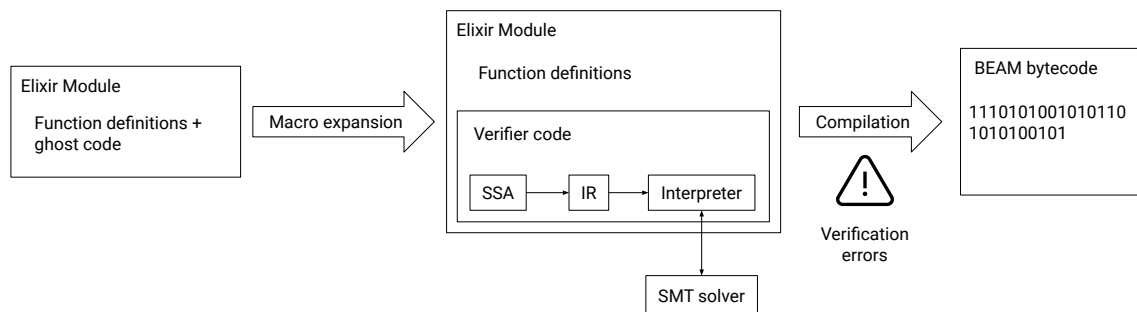 Elixir Module
Function definitions +
ghost code
Macro expansion
Elixir Module
Function definitions
Verifier code
SSA
IR
Interpreter
SMT solver
Compilation
Verification
errors
BEAM bytecode
1110101001010110
1010100101